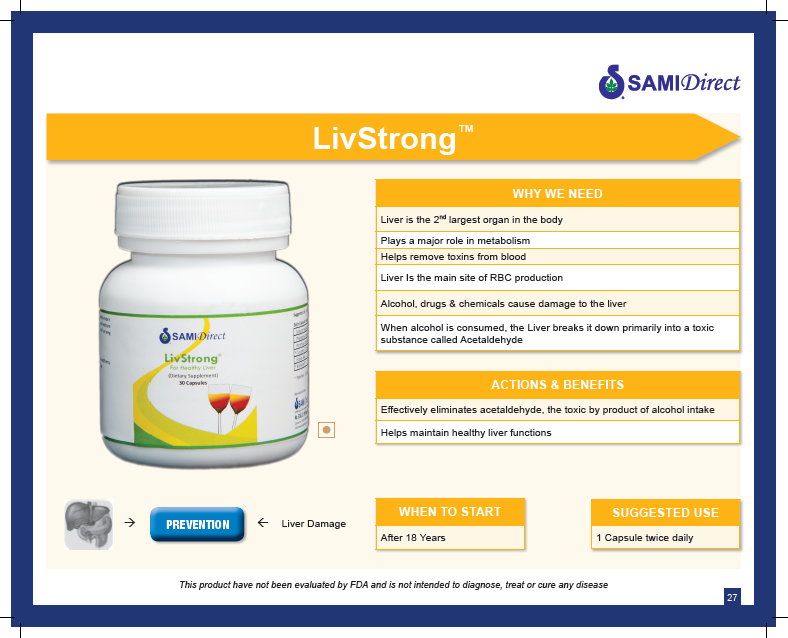 SAMIDirect
LivStrong™
WHY WE NEED
Liver is the 2nd largest organ in the body
Plays a major role in metabolism
Helps remove toxins from blood
Liver Is the main site of RBC production
Alcohol, drugs & chemicals cause damage to the liver
When alcohol is consumed, the Liver breaks it down primarily into a toxic
substance called Acetaldehyde
SAMIDirect
LivStrong™
For Healthy Liver
(Dietary Supplement)
30 Capsules
ACTIONS & BENEFITS
Effectively eliminates acetaldehyde, the toxic by product of alcohol intake
Helps maintain healthy liver functions
PREVENTION
Liver Damage
WHEN TO START
After 18 Years
SUGGESTED USE
1 Capsule twice daily
This product have not been evaluated by FDA and is not intended to diagnose, treat or cure any disease
27